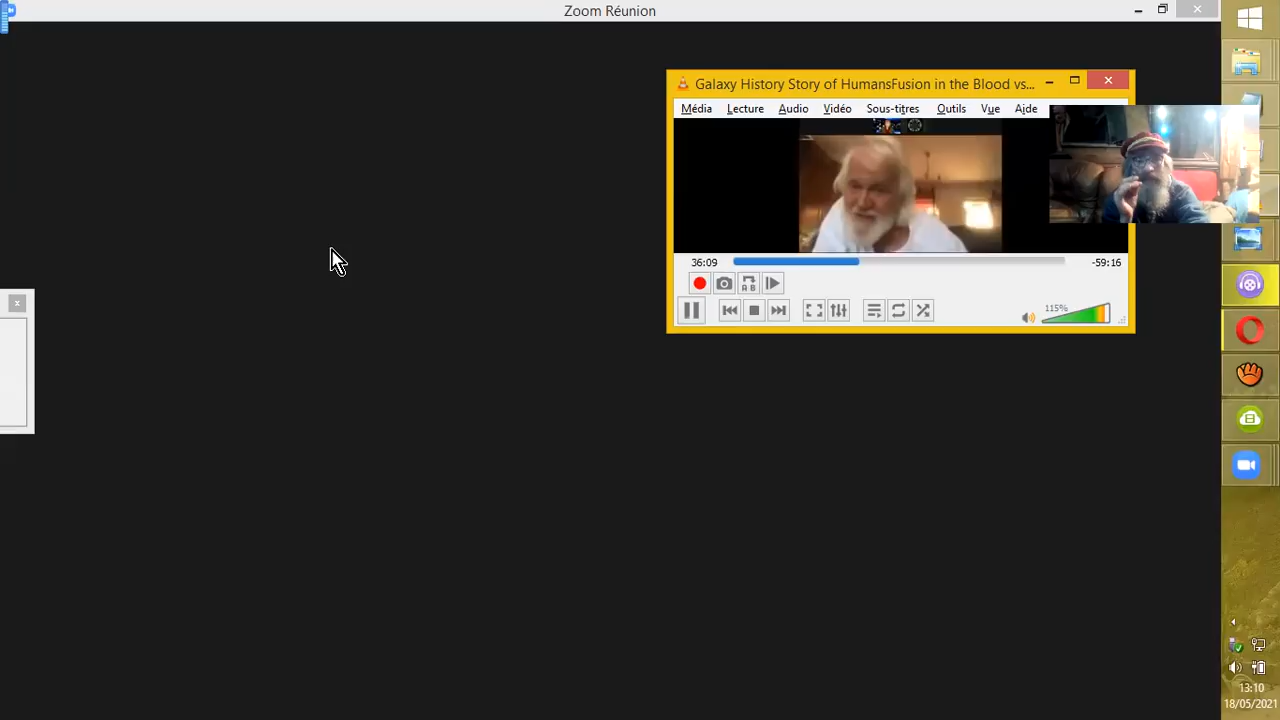 Zoom Réunion
Galaxy History Story of HumansFusion in the Blood vs...
Média Lecture Audio Vidéo Sous-titres Outils Vue Aide
36:09 -59:16
A B
115%
13:10
18/05/2021